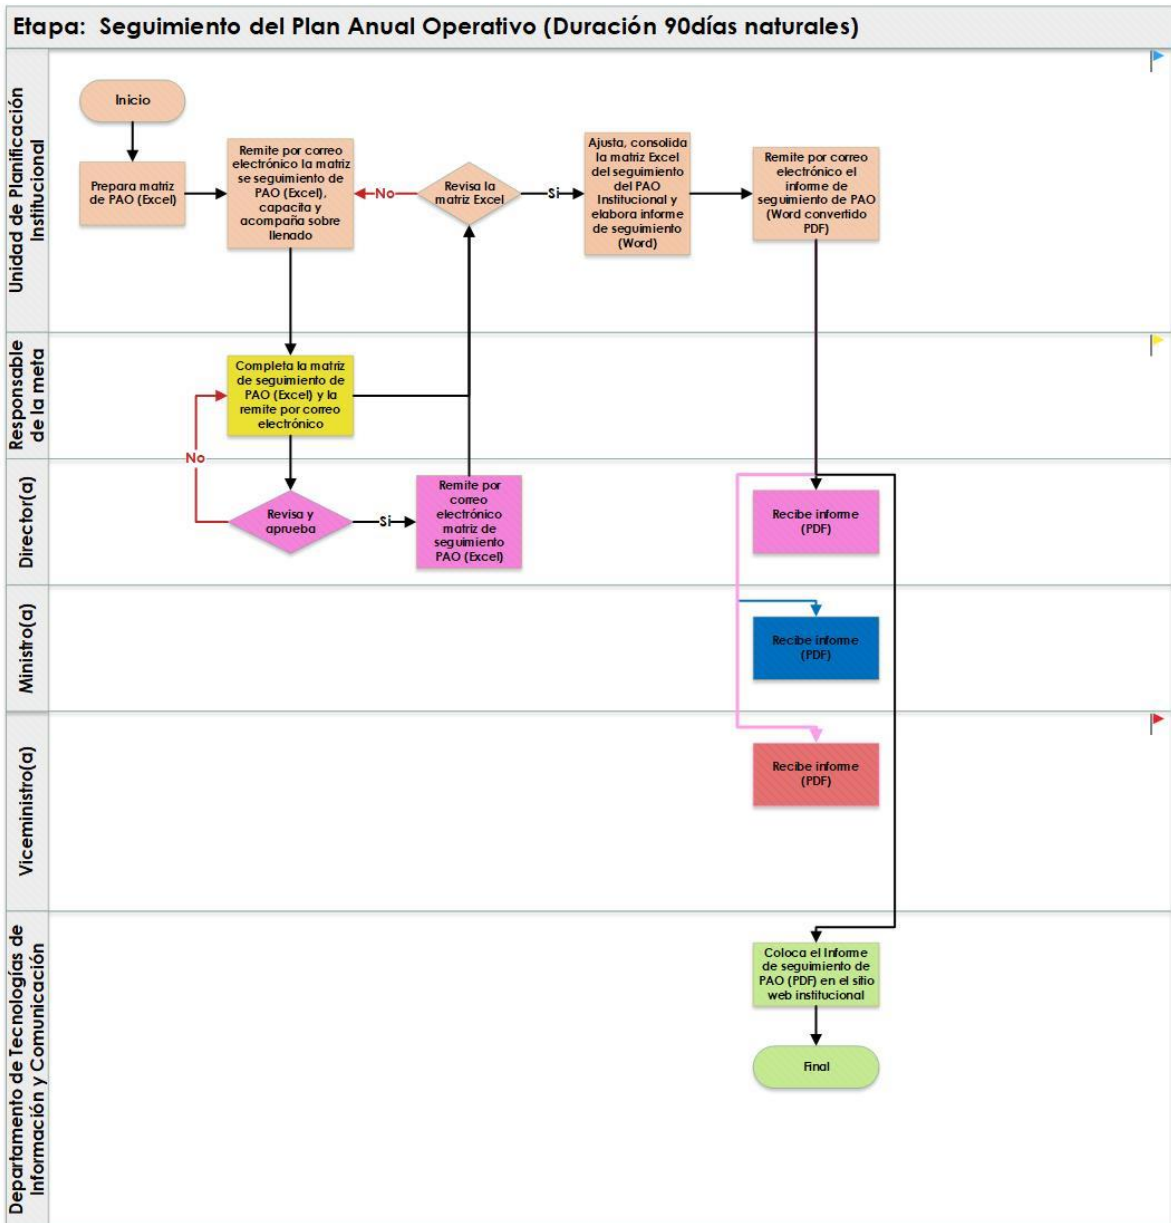 Etapa:  Seguimiento del Plan Anual Operativo (Duración 90días naturales)
Unidad de Planificación
Institucional
Inicio
Prepara matriz
de PAO (Excel)
Remite por correo
electrónico la matriz
se seguimiento de
PAO (Excel),
capacita y
acompaña sobre
llenado
No
Revisa la
matriz Excel
Si
Ajusta, consolida
la matriz Excel
del seguimiento
del PAO
Institucional y
elabora informe
de seguimiento
(Word)
Remite por correo
electrónico el
informe de
seguimiento de PAO
(Word convertido
PDF)
Responsable
de la meta
Completa la matriz
de seguimiento de
PAO (Excel) y la
remite por correo
electrónico
No
Director(a)
Revisa y
aprueba
Si
Remite por
correo
electrónico
matriz de
seguimiento
PAO (Excel)
Recibe informe
(PDF)
Ministro(a)
Recibe informe
(PDF)
Viceministro(a)
Recibe informe
(PDF)
Departamento de Tecnologías de
Información y Comunicación
Coloca el Informe
de seguimiento de
PAO (PDF) en el sitio
web institucional
Final